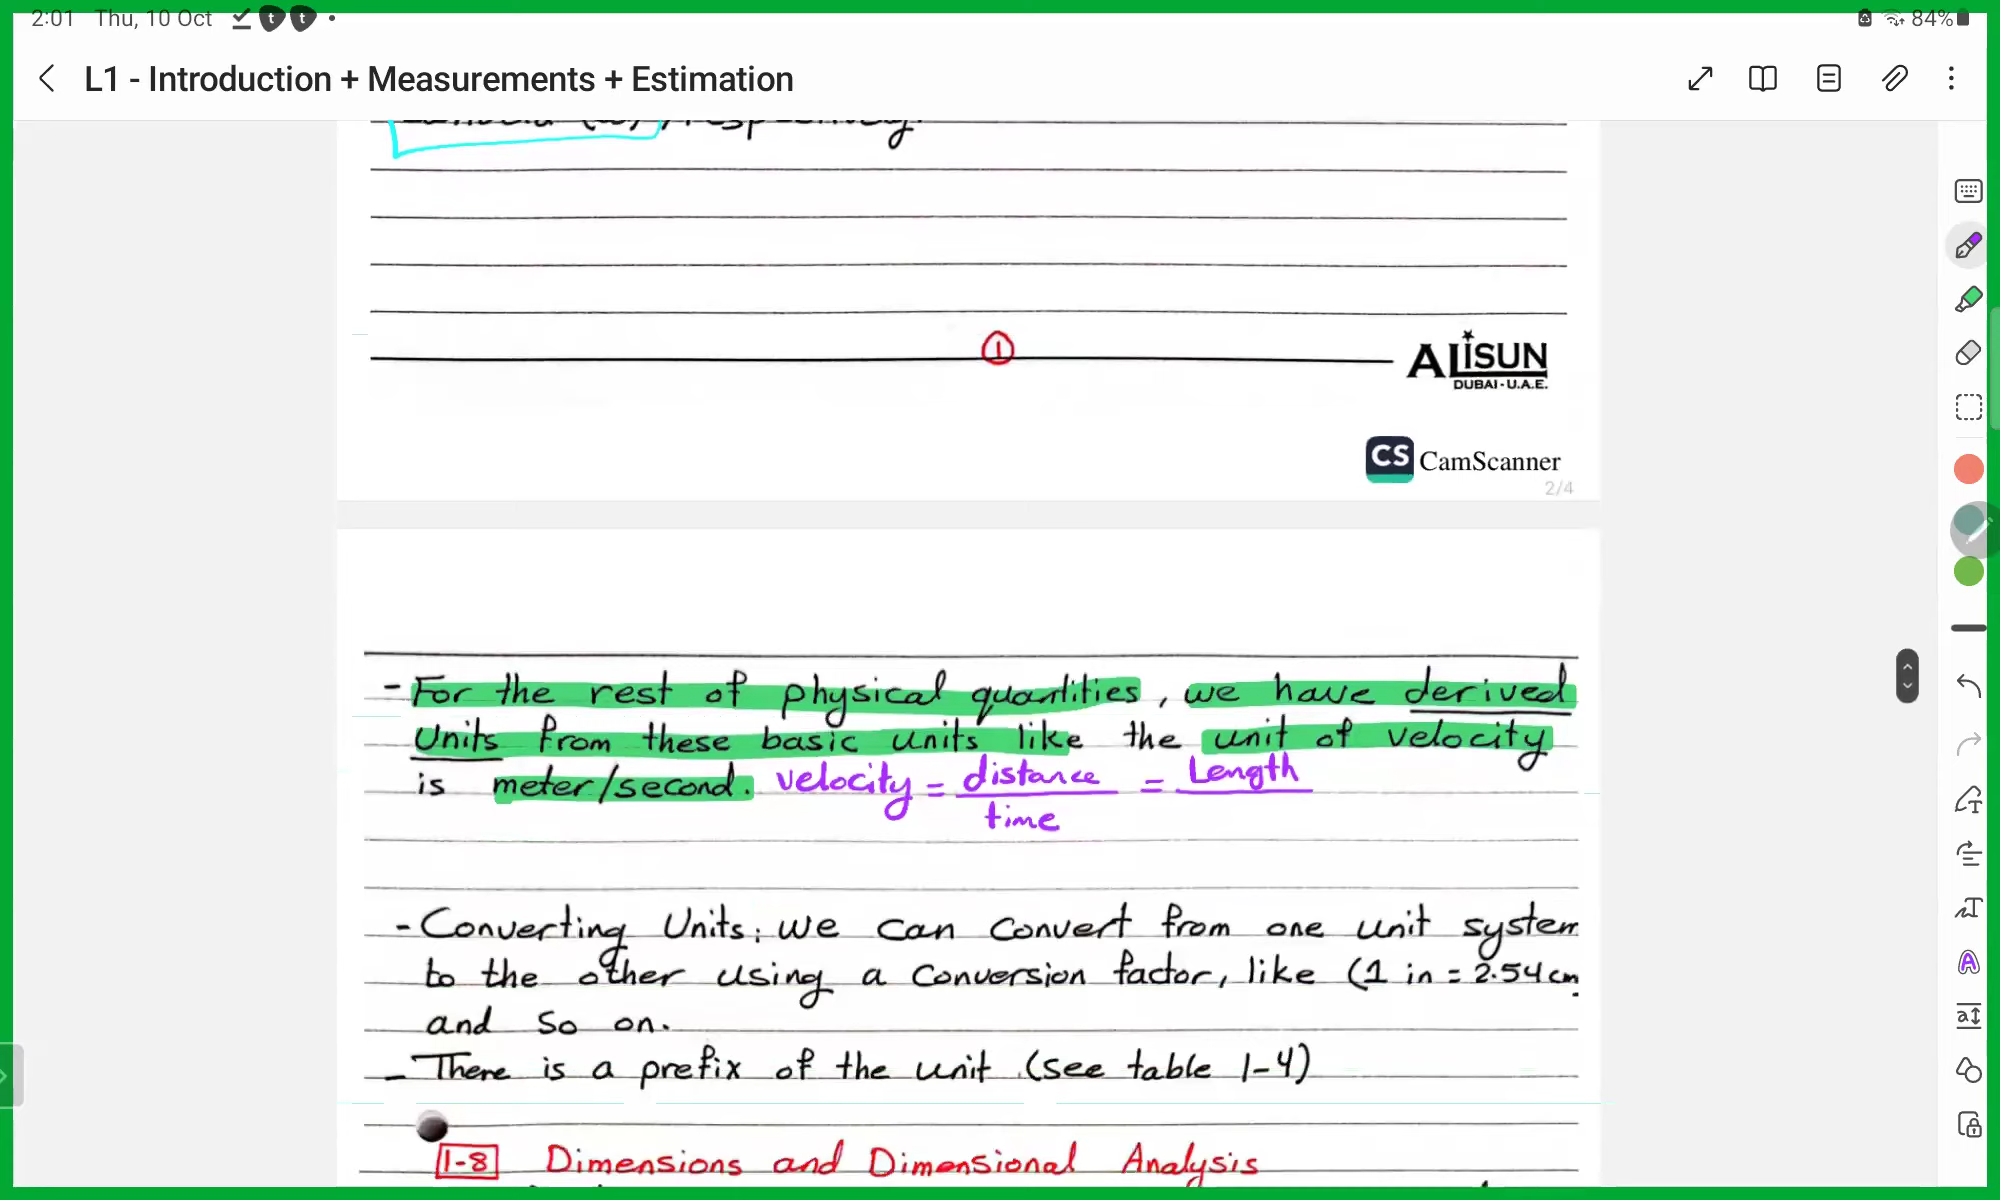 2:01 Thu, 10 Oct
84%
L1 - Introduction + Measurements + Estimation
1
ALISUN
DUBAI - U.A.E.
CS CamScanner
2/4
- For the rest of physical quantities, we have derived
Units from these basic units like the unit of velocity
is meter/second. velocity = distance / time = Length
- Converting Units: we can convert from one unit system
to the other using a conversion factor, like (1 in = 2.54 cm
and so on.
- There is a prefix of the unit (see table 1-4)
1-8 Dimensions and Dimensional Analysis